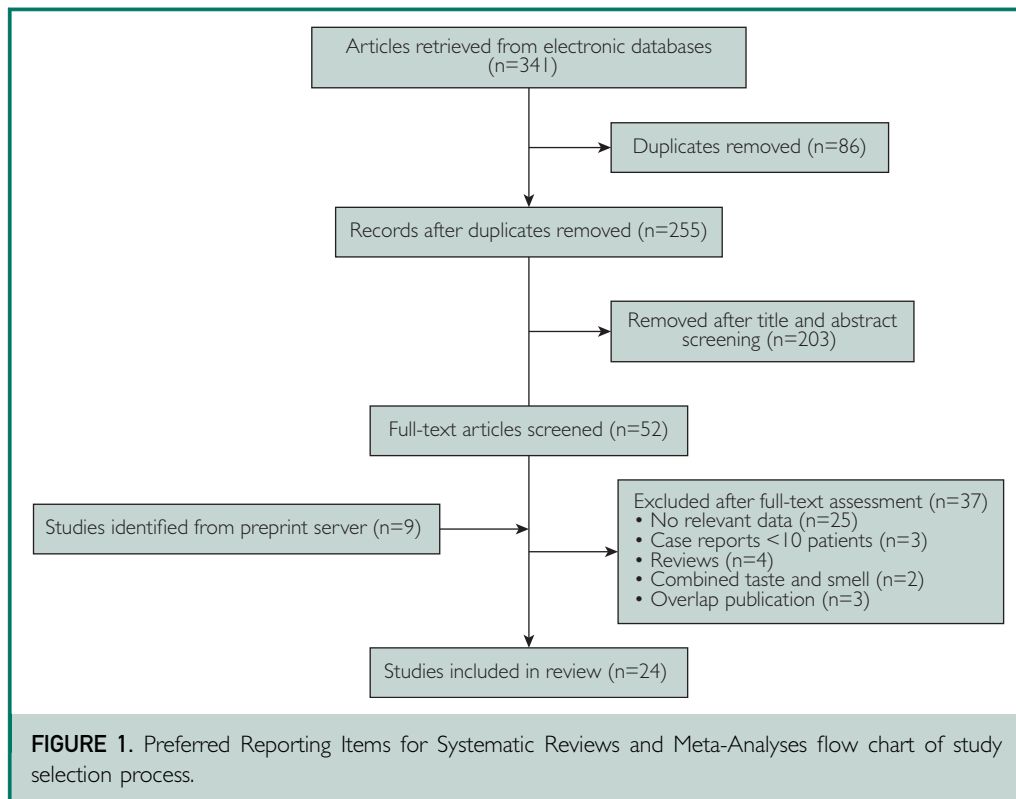 Articles retrieved from electronic databases
(n=341)
Duplicates removed (n=86)
Records after duplicates removed (n=255)
Removed after title and abstract
screening (n=203)
Full-text articles screened (n=52)
Studies identified from preprint server (n=9)
Excluded after full-text assessment (n=37)
• No relevant data (n=25)
• Case reports <10 patients (n=3)
• Reviews (n=4)
• Combined taste and smell (n=2)
• Overlap publication (n=3)
Studies included in review (n=24)
FIGURE 1. Preferred Reporting Items for Systematic Reviews and Meta-Analyses flow chart of study
selection process.